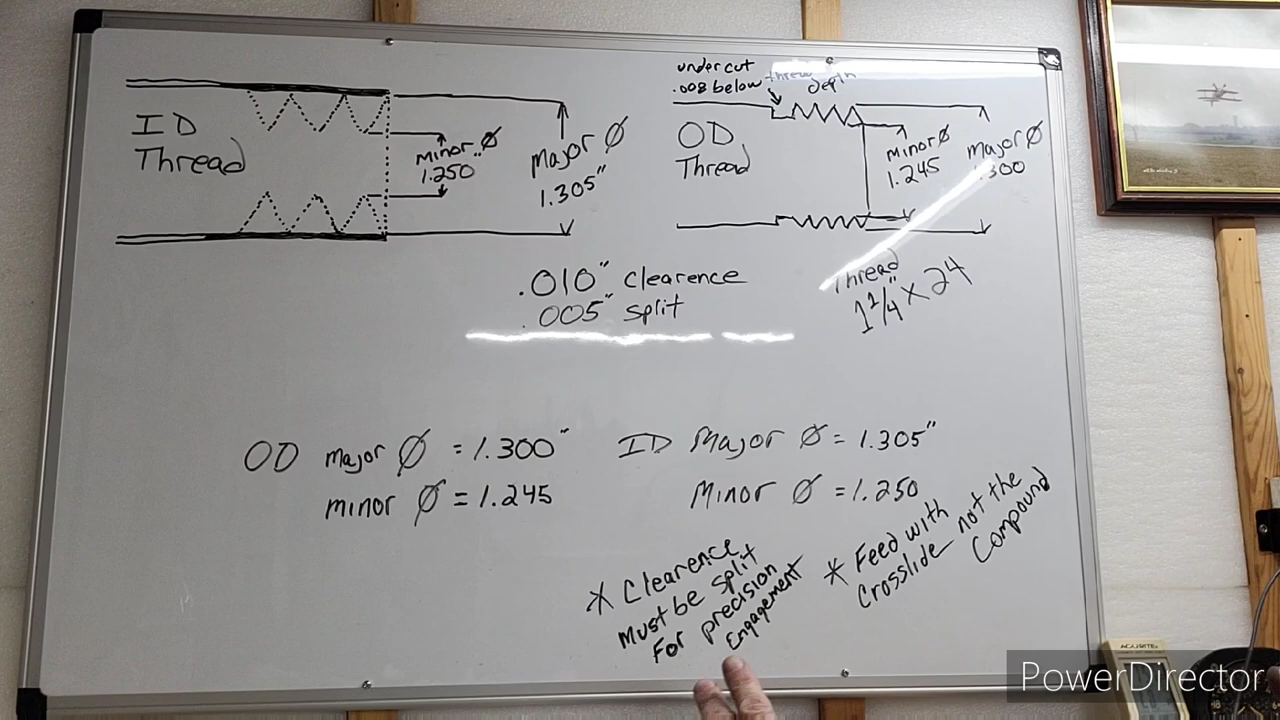 ID
Thread
minor Ø
1.250"
Major Ø
1.305"
under cut
.008 below thread depth
OD
Thread
minor Ø
1.245
Major Ø
1.300
.010" Clearence
.005" split
Thread
1 1/4" x 24
OD major Ø = 1.300"
minor Ø = 1.245
ID Major Ø = 1.305"
Minor Ø = 1.250
* Clearence
Must be split
For precision
Engagement
* Feed with
Crosslide not the
Compound
ACURITE
PowerDirector